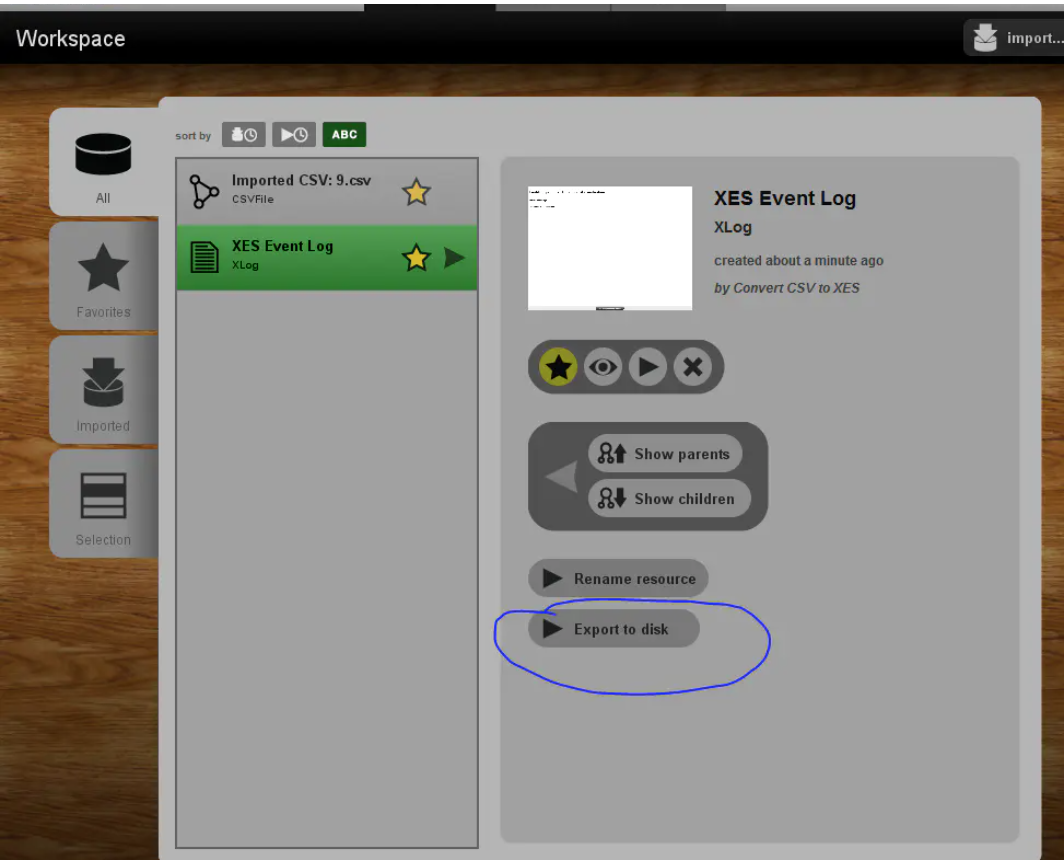 Workspace
import...
sort by
ABC
All
Favorites
Imported
Selection
Imported CSV: 9.csv
CSVFile
XES Event Log
XLog
XES Event Log
XLog
created about a minute ago
by Convert CSV to XES
Show parents
Show children
Rename resource
Export to disk